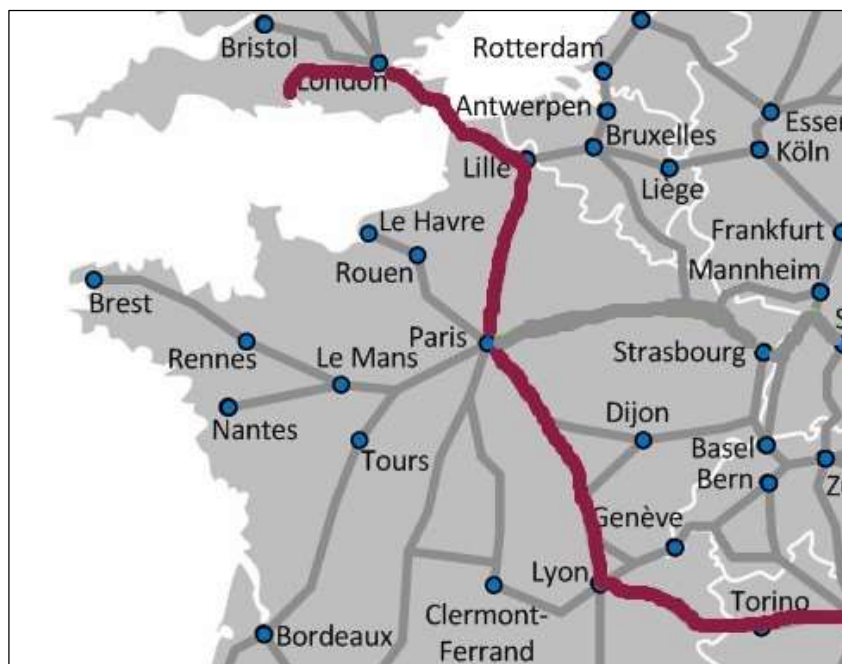 Bristol
London
Rotterdam
Antwerpen
Essen
Bruxelles
Köln
Lille
Liège
Le Havre
Frankfurt
Rouen
Mannheim
Brest
Paris
Rennes
Le Mans
Strasbourg
Nantes
Dijon
Tours
Basel
Bern
Genève
Lyon
Torino
Clermont-
Ferrand
Bordeaux